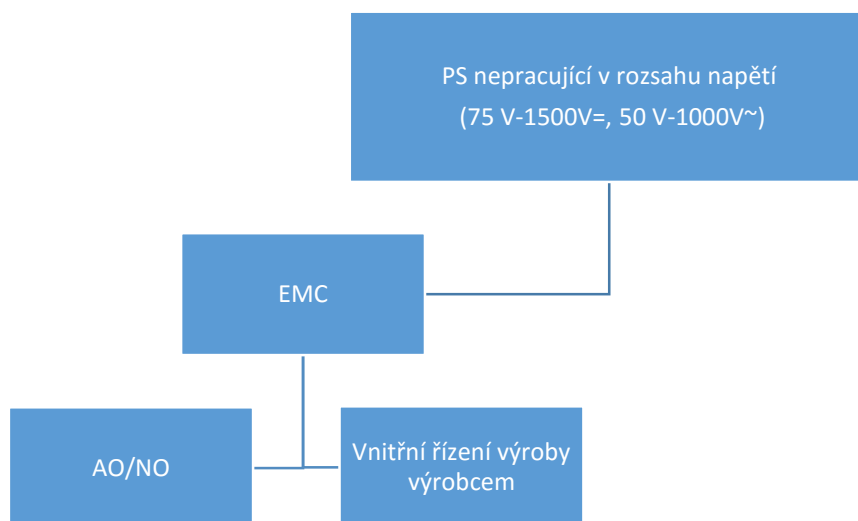 PS nepracující v rozsahu napětí
(75 V-1500V=, 50 V-1000V~)
EMC
AO/NO
Vnitřní řízení výroby
výrobcem